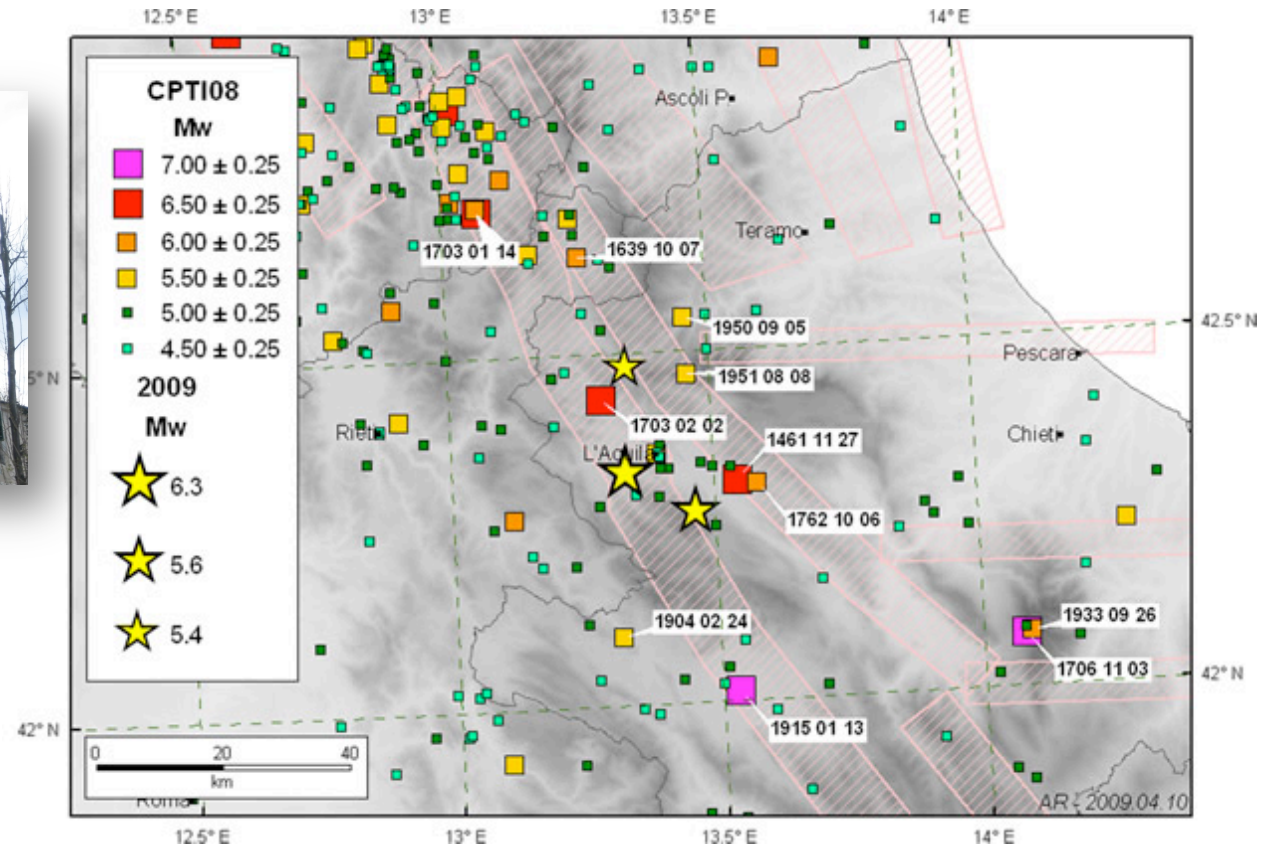 12.5° E
13° E
13.5° E
14° E
CPTI08
Mw
7.00 ± 0.25
6.50 ± 0.25
6.00 ± 0.25
5.50 ± 0.25
5.00 ± 0.25
4.50 ± 0.25
2009
Mw
6.3
5.6
5.4
0 20 40
km
Ascoli P.
Teramo
1703 01 14
1639 10 07
1950 09 05
42.5° N
5° N
Pescara
1951 08 08
1703 02 02
Rieti
1461 11 27
Chieti
L'Aquila
1762 10 06
1904 02 24
1933 09 26
1706 11 03
42° N
42° N
1915 01 13
Roma
AR - 2009.04.10
12.5° E
13° E
13.5° E
14° E